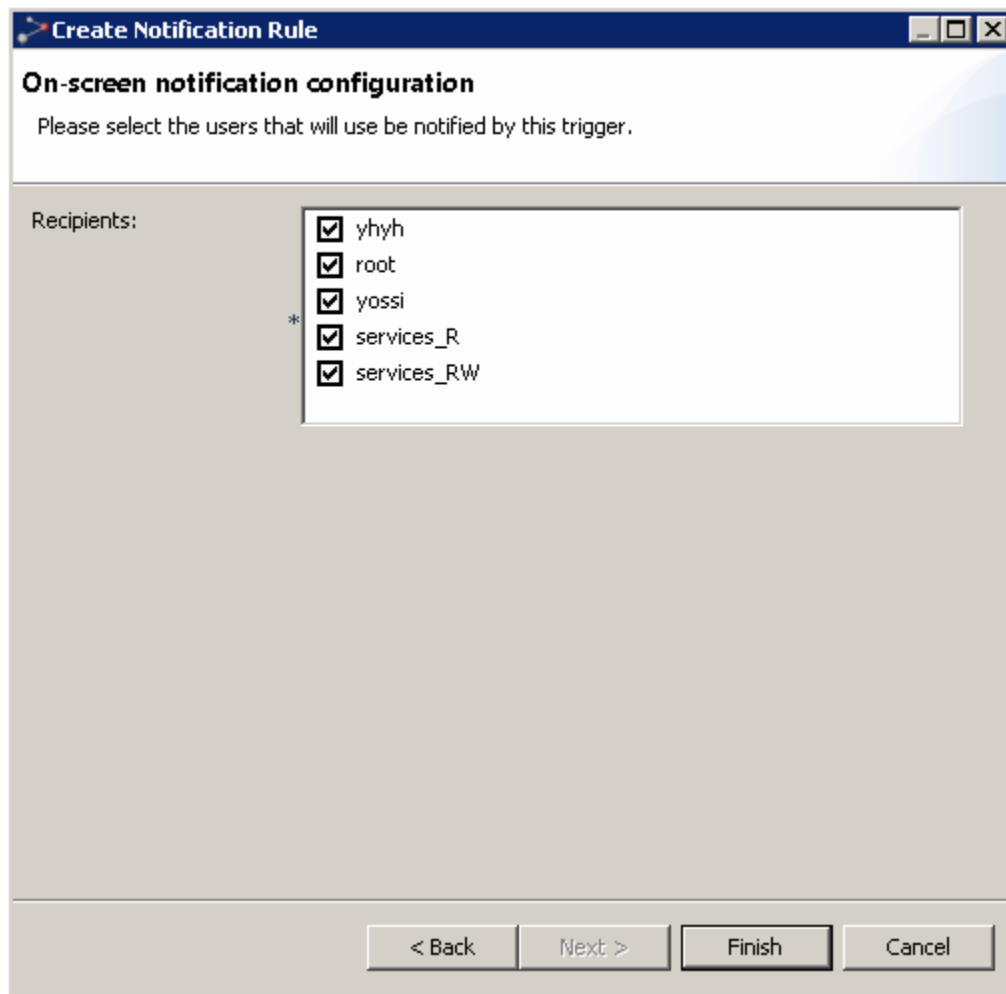 Create Notification Rule
On-screen notification configuration
Please select the users that will use be notified by this trigger.
Recipients:
yhyh
root
yossi
*
services_R
services_RW
< Back Next > Finish Cancel